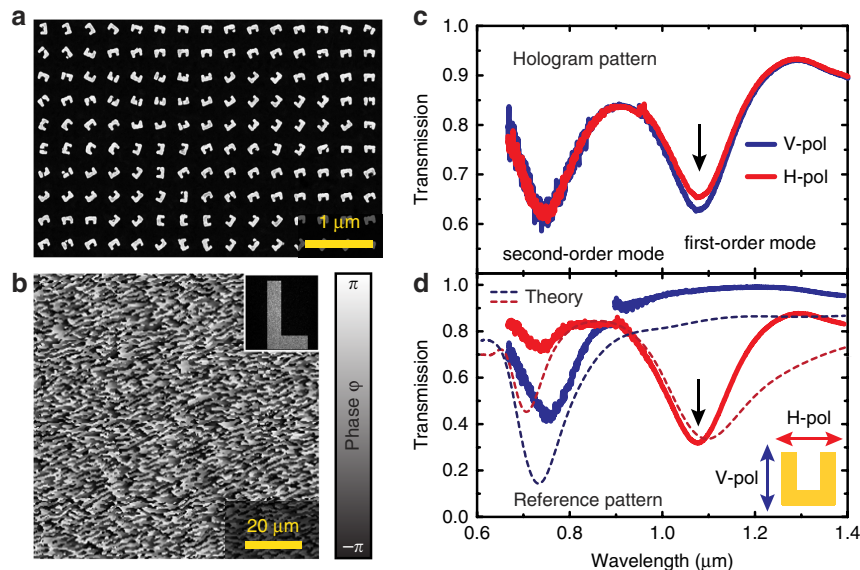 a
1 μm
b
π
Phase φ
−π
20 μm
c
Transmission
1.0
0.9
0.8
0.7
0.6
Hologram pattern
V-pol
H-pol
second-order mode
first-order mode
d
Transmission
1.0
0.8
0.6
0.4
0.2
0.0
Theory
H-pol
V-pol
Reference pattern
0.6 0.8 1.0 1.2 1.4
Wavelength (μm)